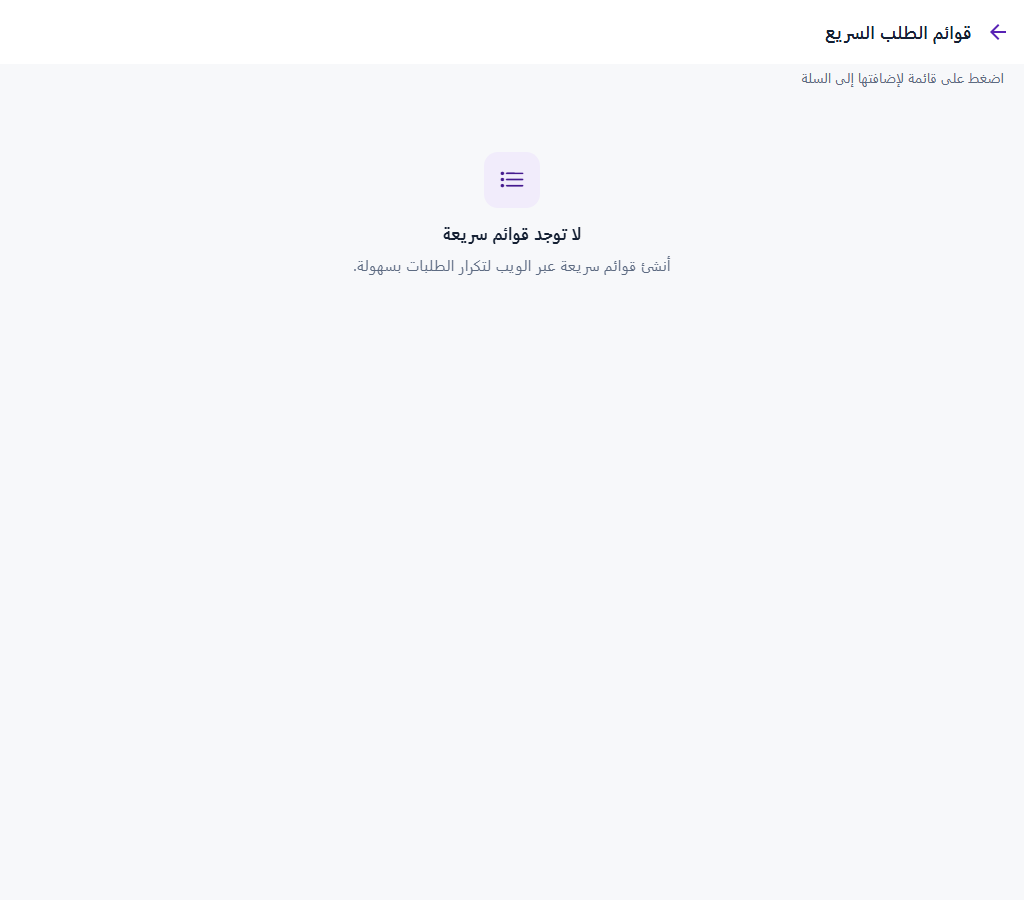 قوائم الطلب السريع
اضغط على قائمة لإضافتها إلى السلة
لا توجد قوائم سريعة
أنشئ قوائم سريعة عبر الويب لتكرار الطلبات بسهولة.